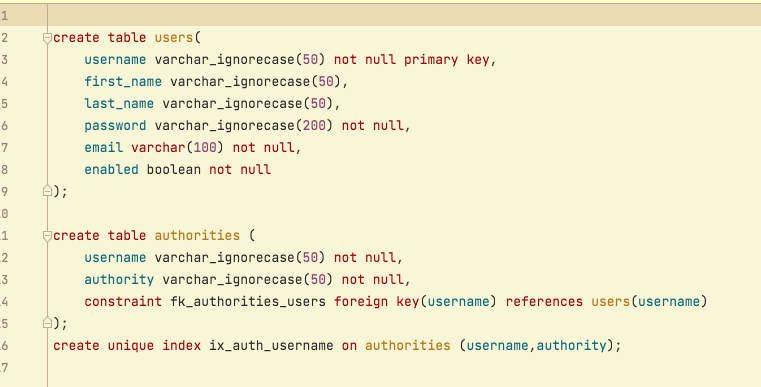 1
2 create table users(
3 username varchar_ignorecase(50) not null primary key,
4 first_name varchar_ignorecase(50),
5 last_name varchar_ignorecase(50),
6 password varchar_ignorecase(200) not null,
7 email varchar(100) not null,
8 enabled boolean not null
9 );
0
1 create table authorities (
2 username varchar_ignorecase(50) not null,
3 authority varchar_ignorecase(50) not null,
4 constraint fk_authorities_users foreign key(username) references users(username)
5 );
6 create unique index ix_auth_username on authorities (username,authority);
7